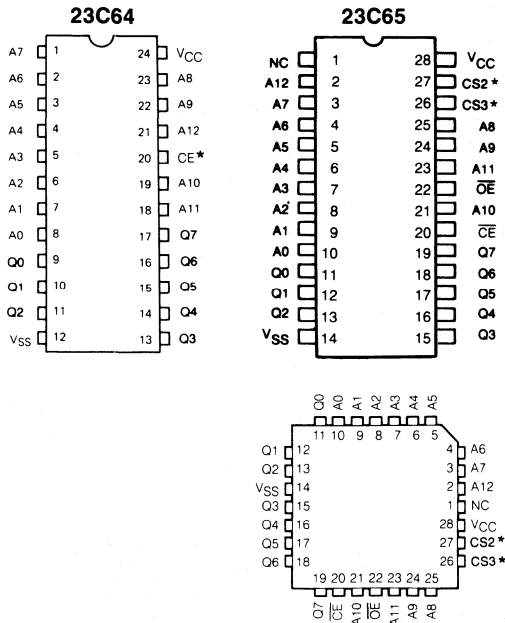 23C64
A7 1 24 VCC
A6 2 23 A8
A5 3 22 A9
A4 4 21 A12
A3 5 20 CE*
A2 6 19 A10
A1 7 18 A11
A0 8 17 Q7
Q0 9 16 Q6
Q1 10 15 Q5
Q2 11 14 Q4
VSS 12 13 Q3
23C65
NC 1 28 VCC
A12 2 27 CS2*
A7 3 26 CS3*
A6 4 25 A8
A5 5 24 A9
A4 6 23 A11
A3 7 22 O̅E̅
A2 8 21 A10
A1 9 20 C̅E̅
A0 10 19 Q7
Q0 11 18 Q6
Q1 12 17 Q5
Q2 13 16 Q4
VSS 14 15 Q3
Q0 A0 A1 A2 A3 A4 A5
11 10 9 8 7 6 5
Q1 12 4 A6
Q2 13 3 A7
VSS 14 2 A12
Q3 15 1 NC
Q4 16 28 VCC
Q5 17 27 CS2*
Q6 18 26 CS3*
19 20 21 22 23 24 25
Q7 C̅E̅ A10 O̅E̅ A11 A9 A8